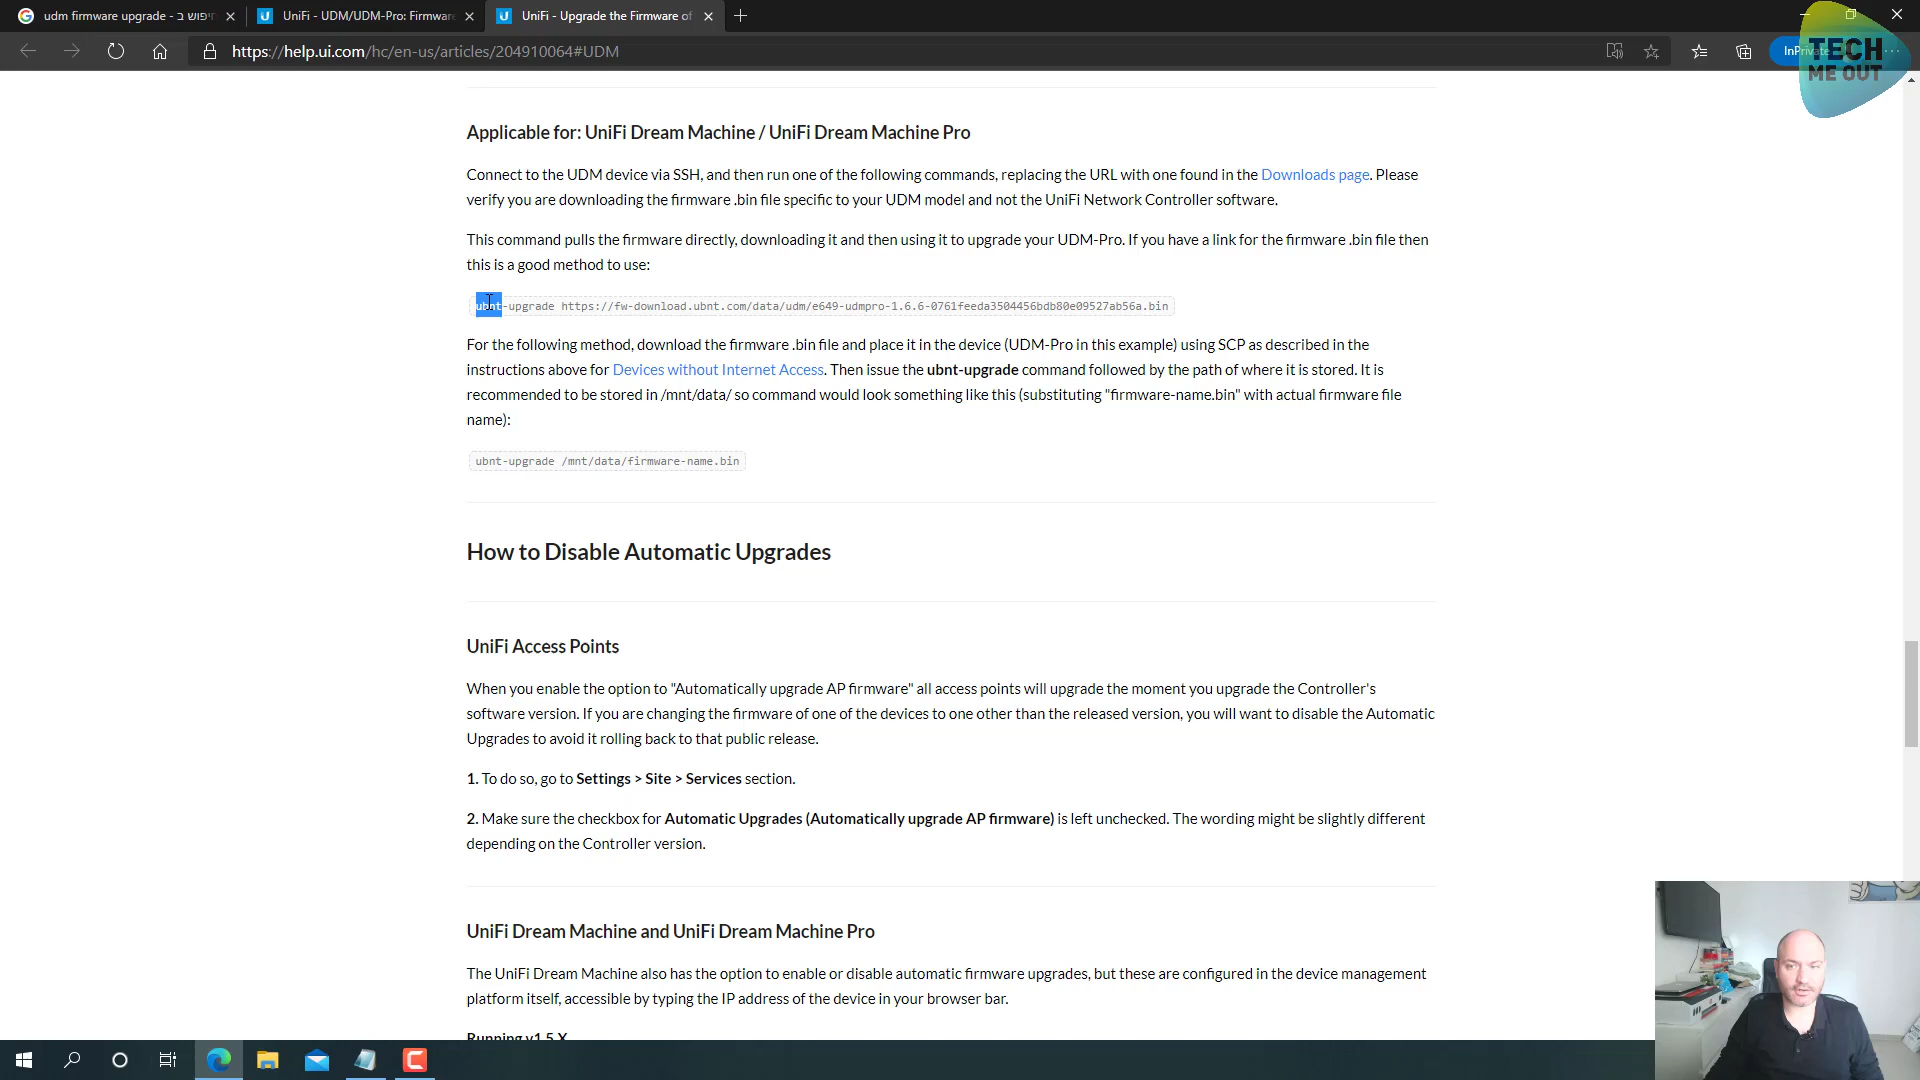 udm firmware upgrade - חיפוש ב
UniFi - UDM/UDM-Pro: Firmware
UniFi - Upgrade the Firmware of
https://help.ui.com/hc/en-us/articles/204910064#UDM
InPrivate
TECH
ME OUT
Applicable for: UniFi Dream Machine / UniFi Dream Machine Pro
Connect to the UDM device via SSH, and then run one of the following commands, replacing the URL with one found in the Downloads page. Please
verify you are downloading the firmware .bin file specific to your UDM model and not the UniFi Network Controller software.
This command pulls the firmware directly, downloading it and then using it to upgrade your UDM-Pro. If you have a link for the firmware .bin file then
this is a good method to use:
ubnt-upgrade https://fw-download.ubnt.com/data/udm/e649-udmpro-1.6.6-0761feeda3504456bdb80e09527ab56a.bin
For the following method, download the firmware .bin file and place it in the device (UDM-Pro in this example) using SCP as described in the
instructions above for Devices without Internet Access. Then issue the ubnt-upgrade command followed by the path of where it is stored. It is
recommended to be stored in /mnt/data/ so command would look something like this (substituting "firmware-name.bin" with actual firmware file
name):
ubnt-upgrade /mnt/data/firmware-name.bin
How to Disable Automatic Upgrades
UniFi Access Points
When you enable the option to "Automatically upgrade AP firmware" all access points will upgrade the moment you upgrade the Controller's
software version. If you are changing the firmware of one of the devices to one other than the released version, you will want to disable the Automatic
Upgrades to avoid it rolling back to that public release.
1. To do so, go to Settings > Site > Services section.
2. Make sure the checkbox for Automatic Upgrades (Automatically upgrade AP firmware) is left unchecked. The wording might be slightly different
depending on the Controller version.
UniFi Dream Machine and UniFi Dream Machine Pro
The UniFi Dream Machine also has the option to enable or disable automatic firmware upgrades, but these are configured in the device management
platform itself, accessible by typing the IP address of the device in your browser bar.
Running v1.5.X